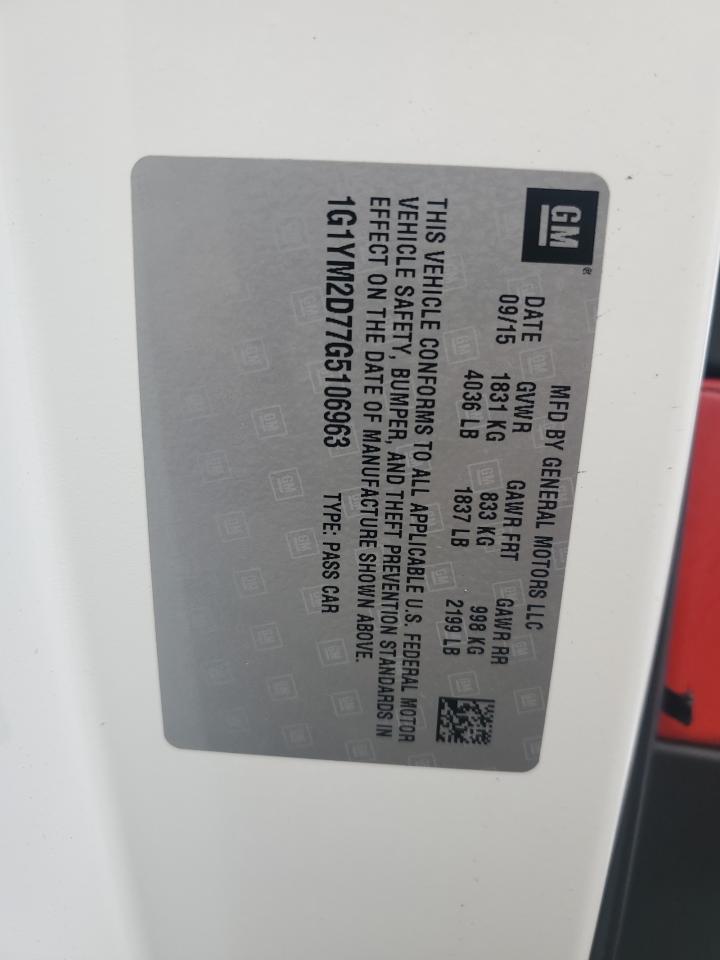 GM®
MFD BY GENERAL MOTORS LLC
DATE GVWR GAWR FRT GAWR RR
09/15 1831 KG 833 KG 998 KG
4036 LB 1837 LB 2199 LB
THIS VEHICLE CONFORMS TO ALL APPLICABLE U.S. FEDERAL MOTOR
VEHICLE SAFETY, BUMPER, AND THEFT PREVENTION STANDARDS IN
EFFECT ON THE DATE OF MANUFACTURE SHOWN ABOVE.
1G1YM2D77G5106963 TYPE: PASS CAR